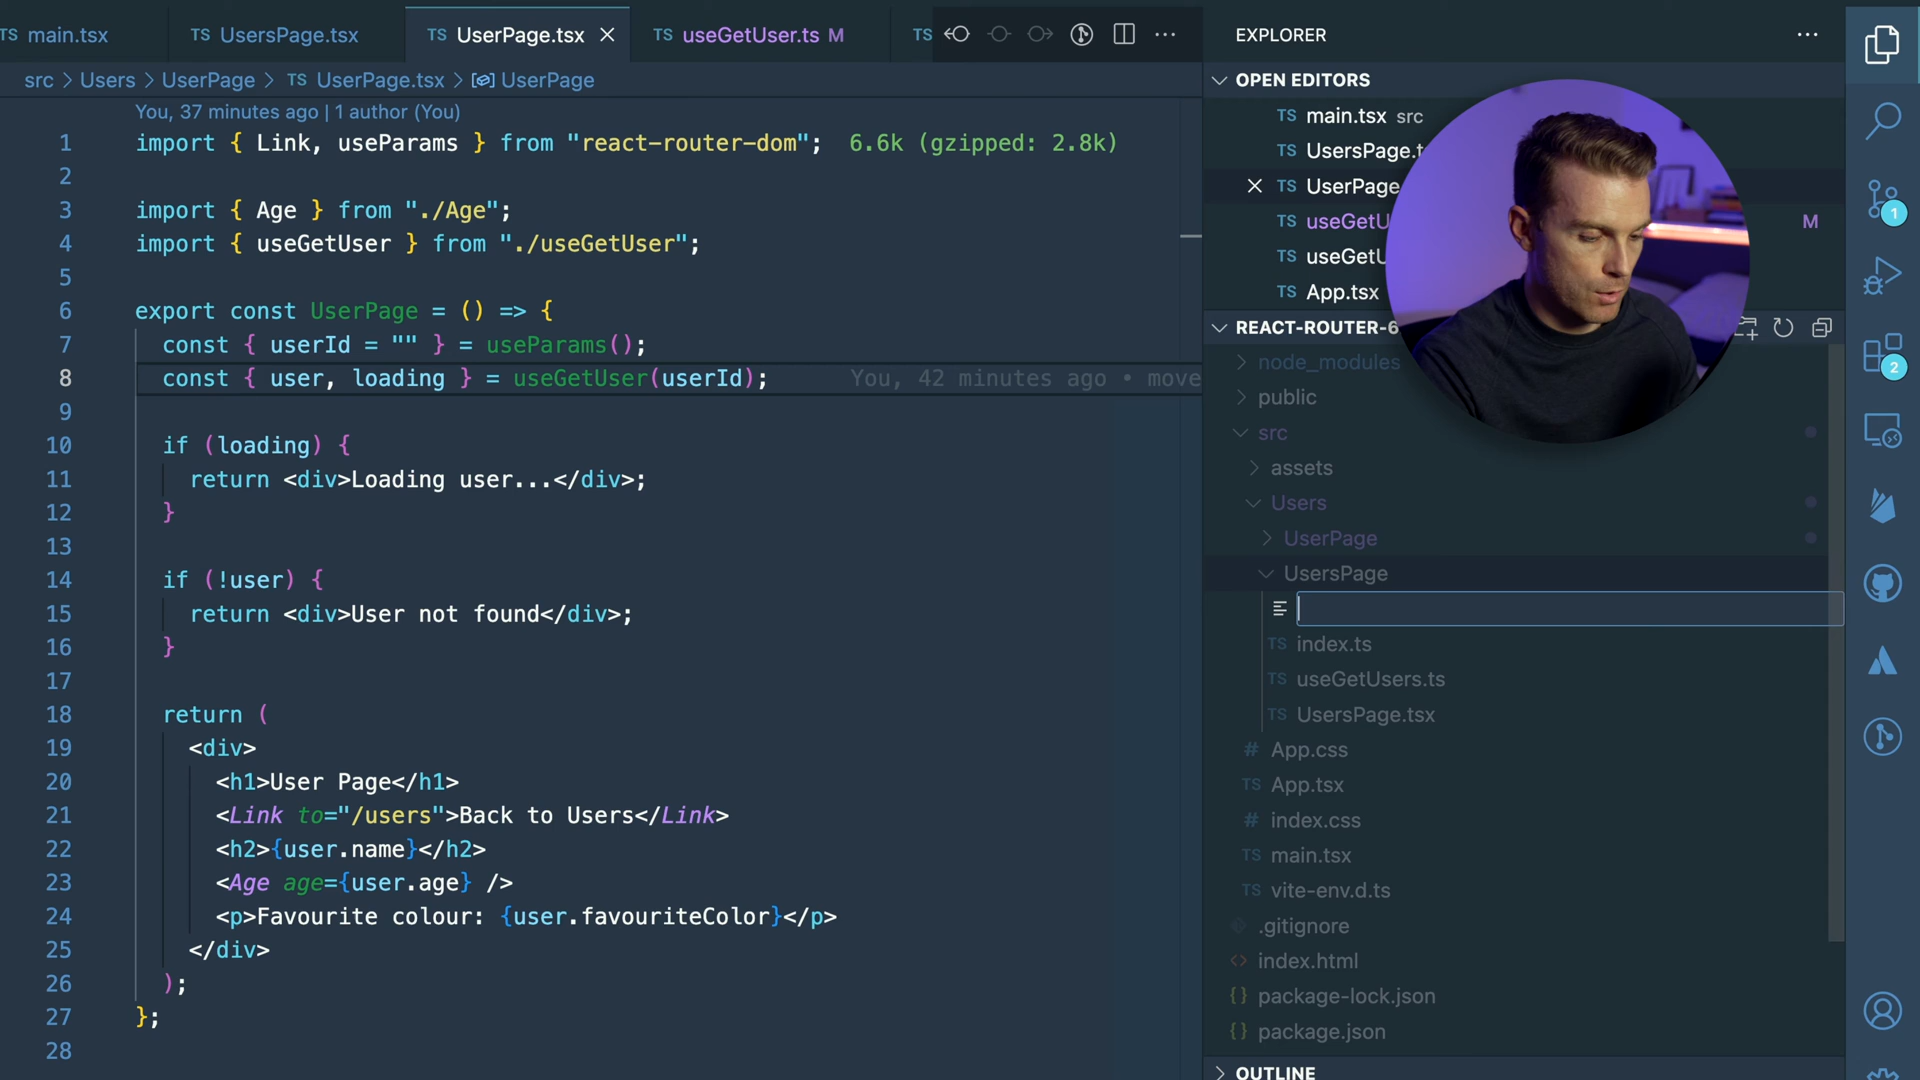 TS main.tsx
TS UsersPage.tsx
TS UserPage.tsx
TS useGetUser.ts M
TS
src > Users > UserPage > TS UserPage.tsx > UserPage
You, 37 minutes ago | 1 author (You)
1 import { Link, useParams } from "react-router-dom"; 6.6k (gzipped: 2.8k)
2
3 import { Age } from "./Age";
4 import { useGetUser } from "./useGetUser";
5
6 export const UserPage = () => {
7 const { userId = "" } = useParams();
8 const { user, loading } = useGetUser(userId); You, 42 minutes ago • move
9
10 if (loading) {
11 return <div>Loading user...</div>;
12 }
13
14 if (!user) {
15 return <div>User not found</div>;
16 }
17
18 return (
19 <div>
20 <h1>User Page</h1>
21 <Link to="/users">Back to Users</Link>
22 <h2>{user.name}</h2>
23 <Age age={user.age} />
24 <p>Favourite colour: {user.favouriteColor}</p>
25 </div>
26 );
27 };
28
EXPLORER
OPEN EDITORS
TS main.tsx src
TS UsersPage.t
TS UserPage
TS useGetU M
TS useGetU
TS App.tsx
REACT-ROUTER-6
node_modules
public
src
assets
Users
UserPage
UsersPage
TS index.ts
TS useGetUsers.ts
TS UsersPage.tsx
# App.css
TS App.tsx
# index.css
TS main.tsx
TS vite-env.d.ts
.gitignore
<> index.html
{} package-lock.json
{} package.json
OUTLINE
1
2